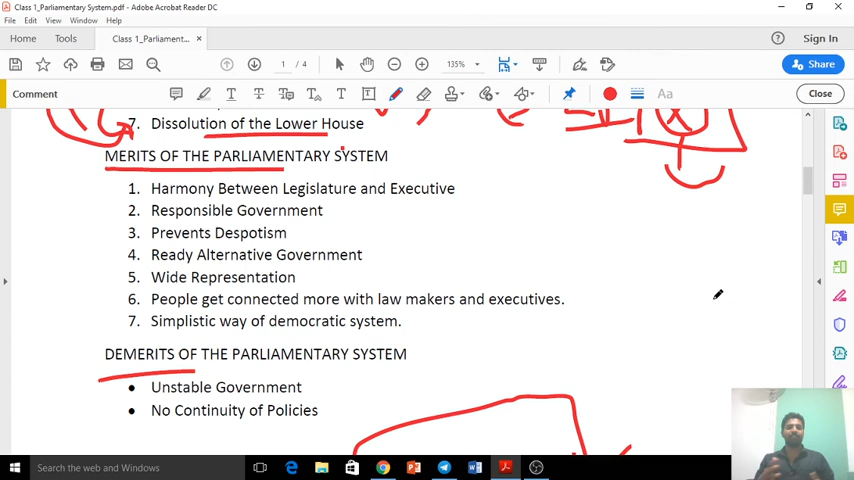 Class 1_Parliamentary System.pdf - Adobe Acrobat Reader DC
File Edit View Window Help
Home Tools Class 1_Parliament... × Sign In
1 / 4 135% Share
Comment Aa Close
7. Dissolution of the Lower House
MERITS OF THE PARLIAMENTARY SYSTEM
1. Harmony Between Legislature and Executive
2. Responsible Government
3. Prevents Despotism
4. Ready Alternative Government
5. Wide Representation
6. People get connected more with law makers and executives.
7. Simplistic way of democratic system.
DEMERITS OF THE PARLIAMENTARY SYSTEM
• Unstable Government
• No Continuity of Policies
Search the web and Windows